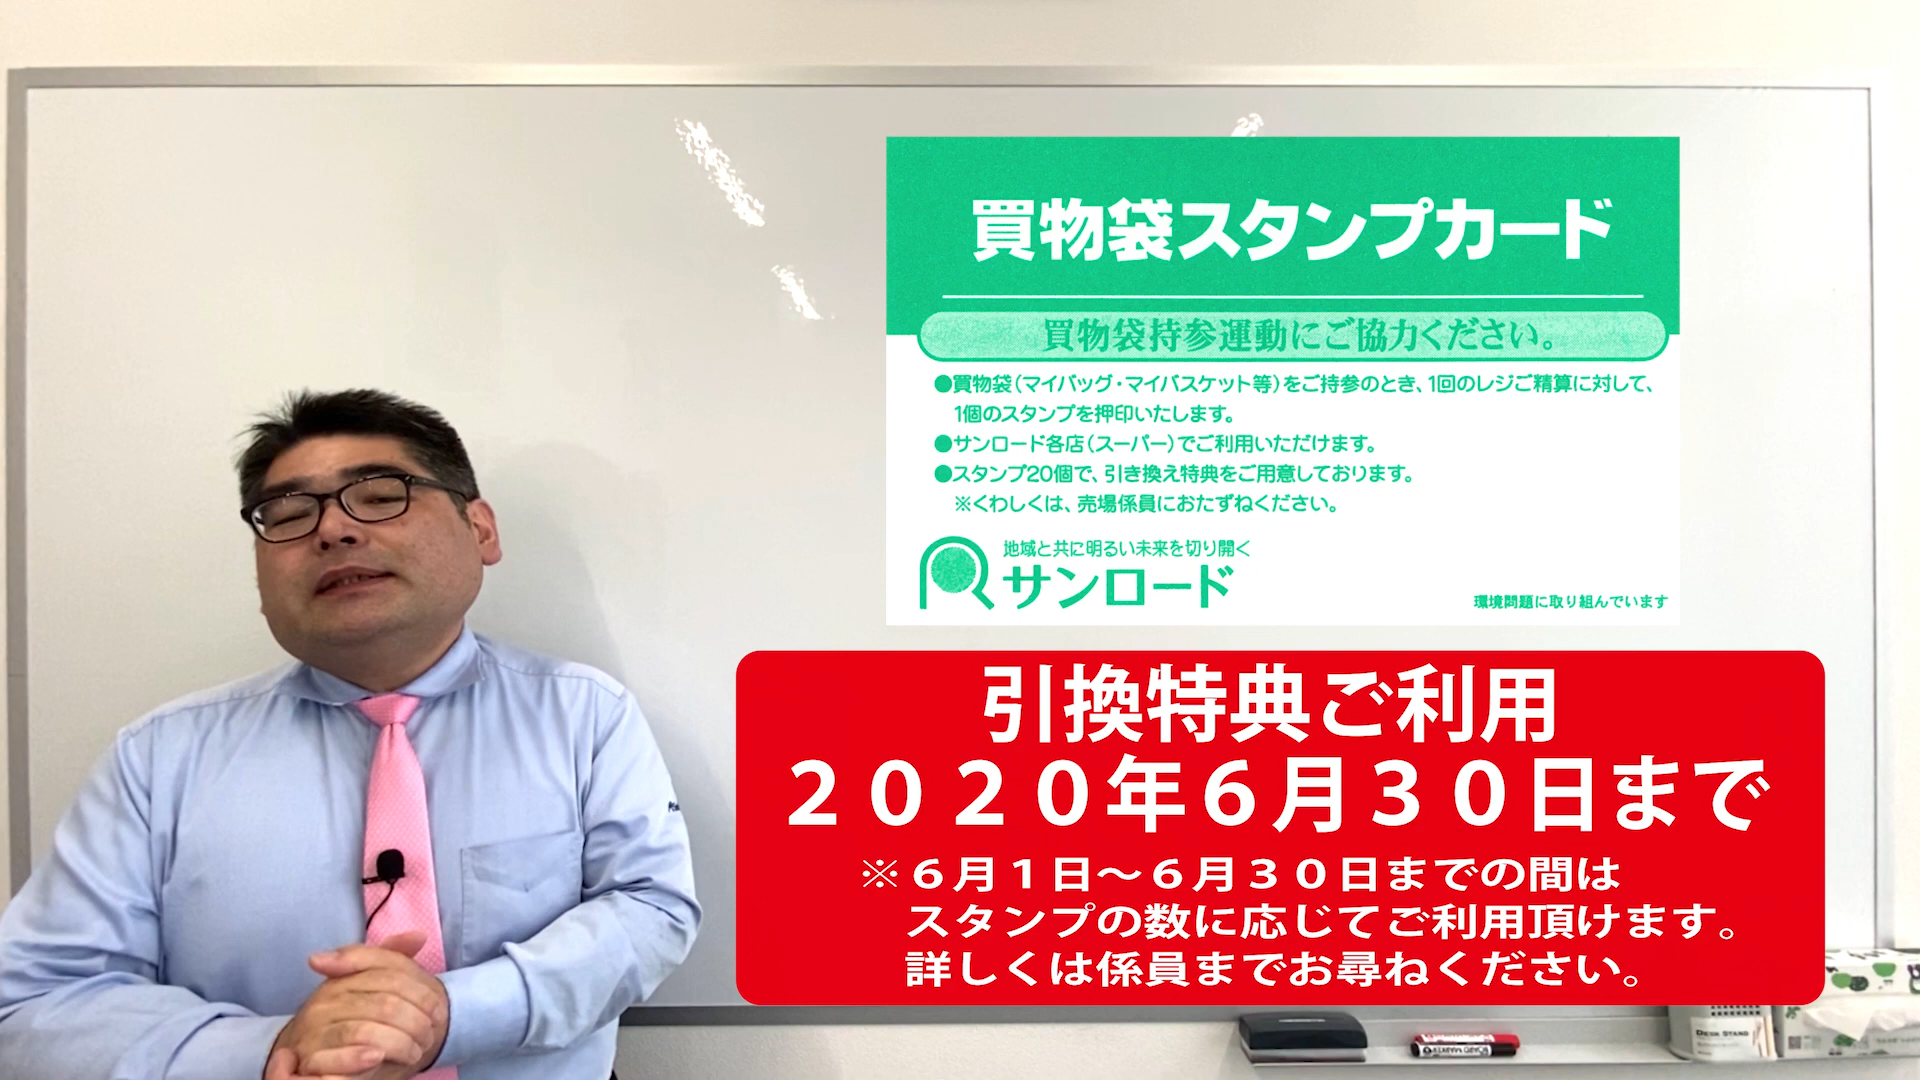 買物袋スタンプカード
買物袋持参運動にご協力ください。
●買物袋（マイバッグ・マイバスケット等）をご持参のとき、1回のレジご精算に対して、
1個のスタンプを押印いたします。
●サンロード各店（スーパー）でご利用いただけます。
●スタンプ20個で、引き換え特典をご用意しております。
※くわしくは、売場係員におたずねください。
地域と共に明るい未来を切り開く
サンロード
環境問題に取り組んでいます
引換特典ご利用
２０２０年６月３０日まで
※６月１日～６月３０日までの間は
スタンプの数に応じてご利用頂けます。
詳しくは係員までお尋ねください。
DESK STAND
BOARD MARKER